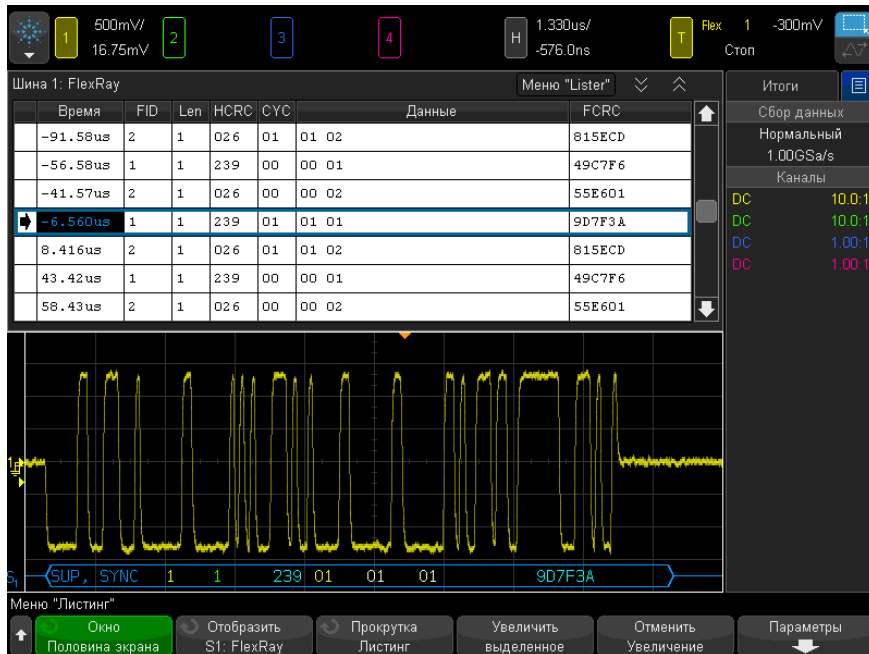 1 500mV/ 2 3 4 H 1.330us/ T Flex 1 -300mV
16.75mV -576.0ns Стоп
Шина 1: FlexRay Меню "Lister" Итоги
Время FID Len HCRC CYC Данные FCRC Сбор данных
-91.58us 2 1 026 01 01 02 815ECD Нормальный
1.00GSa/s
-56.58us 1 1 239 00 00 01 49C7F6
Каналы
-41.57us 2 1 026 00 00 02 55E601
DC 10.0:1
-6.560us 1 1 239 01 01 01 9D7F3A
DC 10.0:1
8.416us 2 1 026 01 01 02 815ECD
DC 1.00:1
43.42us 1 1 239 00 00 01 49C7F6
DC 1.00:1
58.43us 2 1 026 00 00 02 55E601
1
S1 SUP, SYNC 1 1 239 01 01 01 9D7F3A
Меню "Листинг"
Окно Отобразить Прокрутка Увеличить Отменить Параметры
Половина экрана S1: FlexRay Листинг выделенное Увеличение